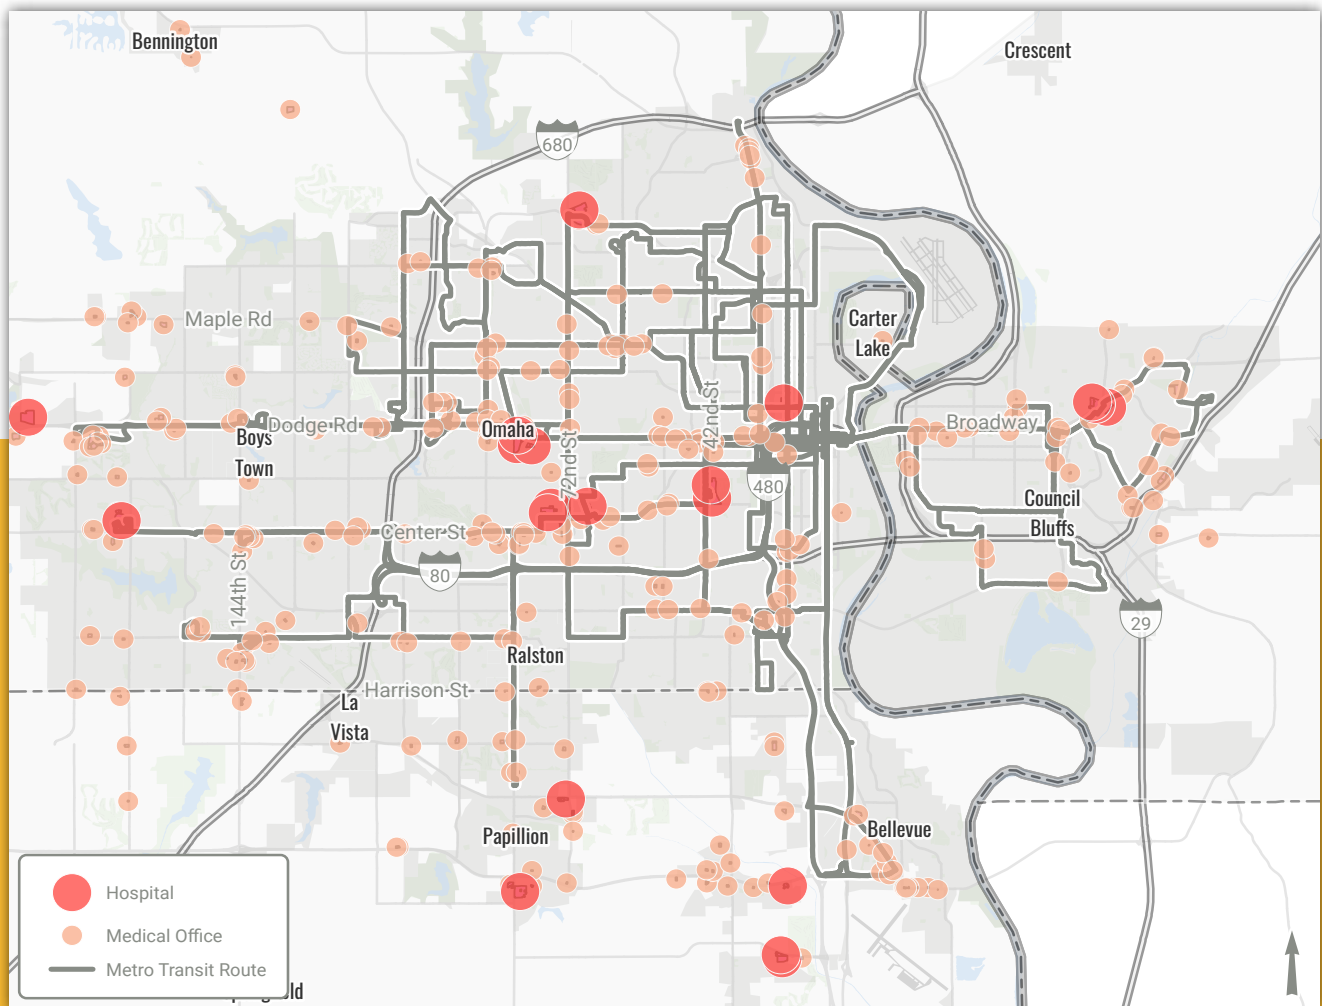 Bennington
Crescent
680
Maple Rd
Carter
Lake
42nd St
Dodge Rd
Omaha
Broadway
Boys
Town
72nd St
480
Council
Bluffs
Center St
80
144th St
29
Ralston
Harrison St
La
Vista
Papillion
Bellevue
Hospital
Medical Office
Metro Transit Route